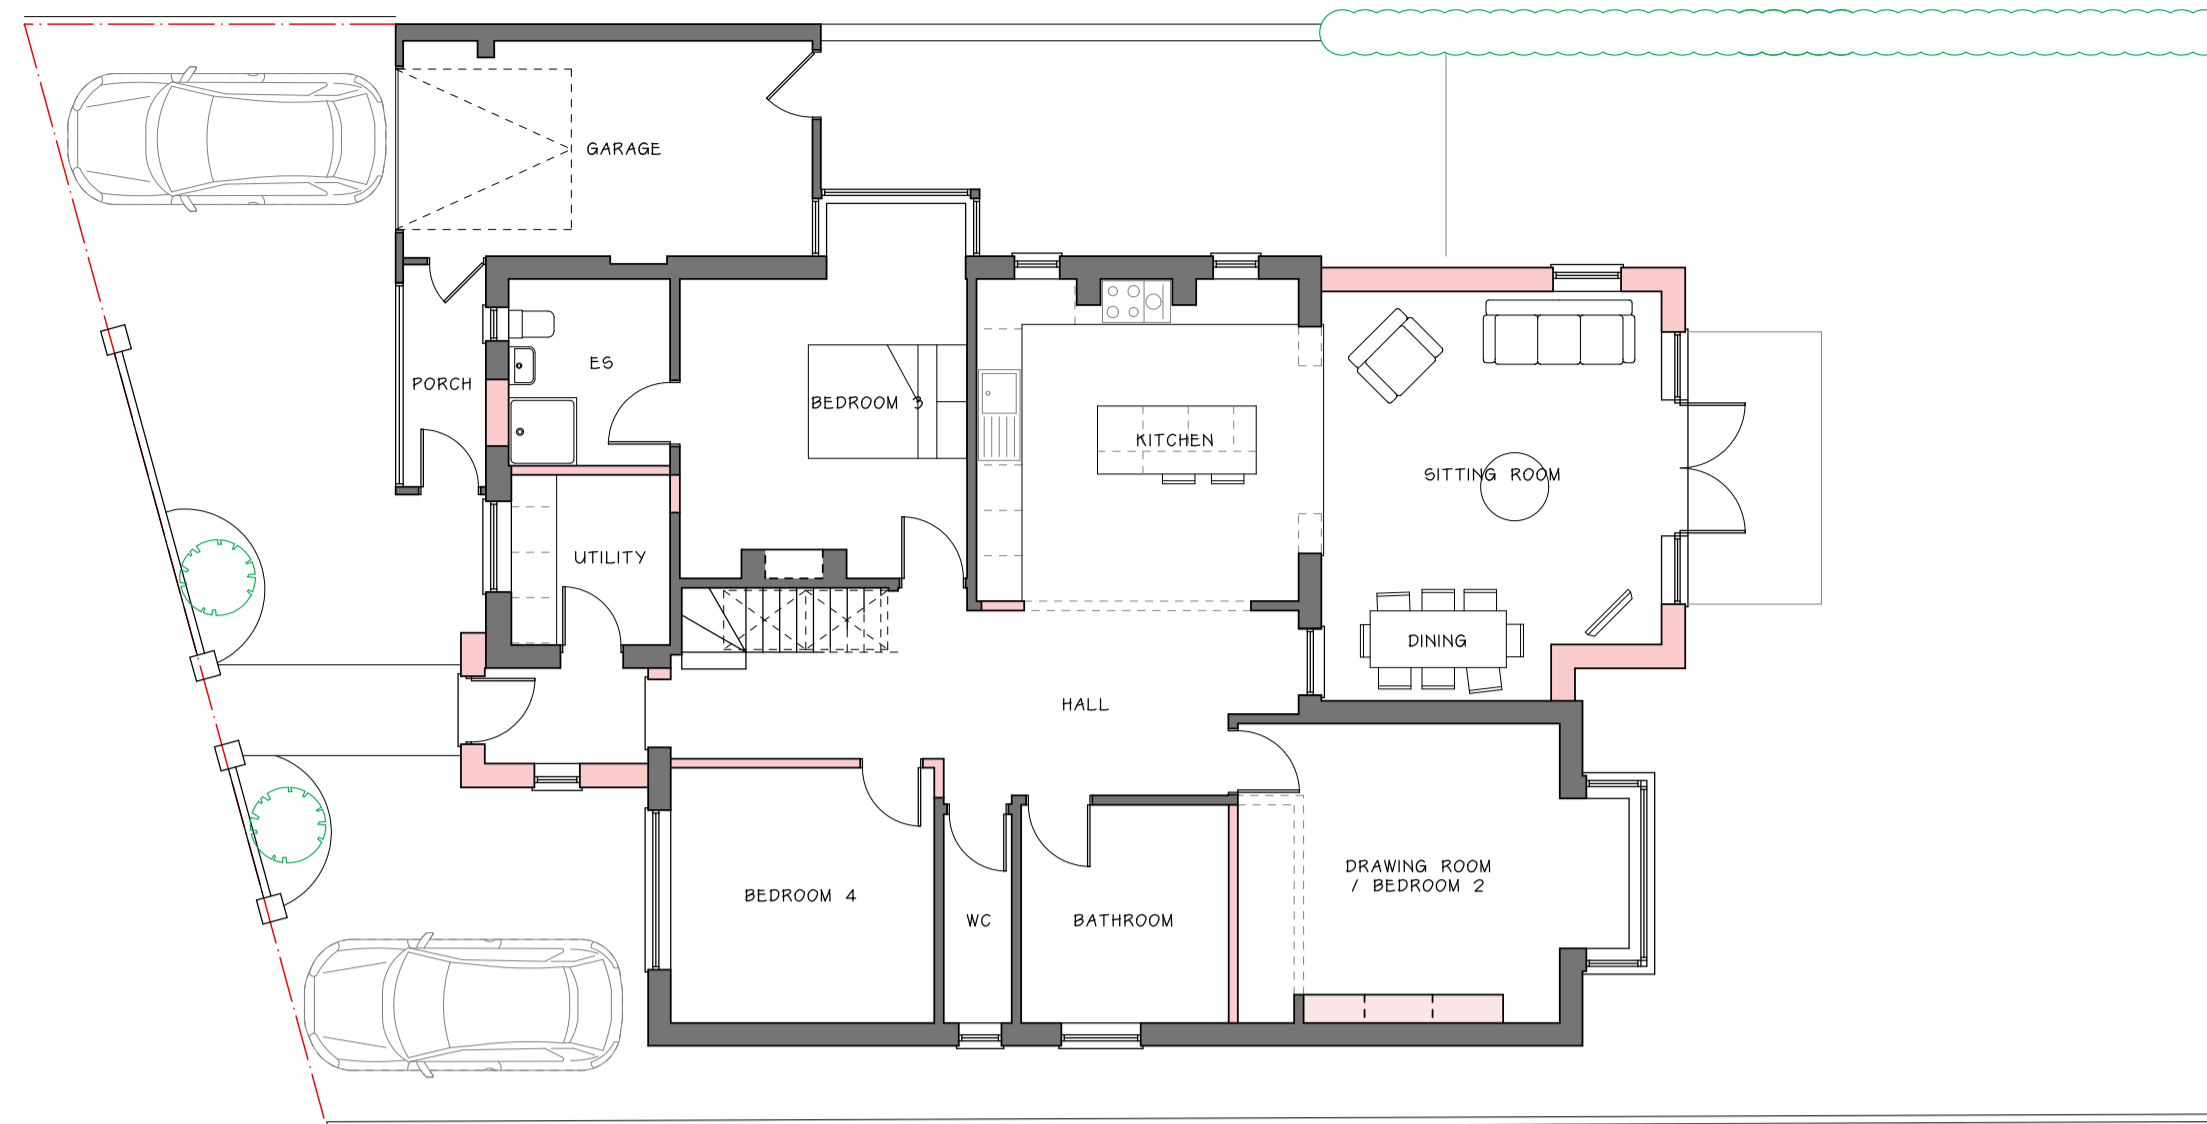 GARAGE
PORCH
ES
BEDROOM 3
KITCHEN
SITTING ROOM
UTILITY
DINING
HALL
BEDROOM 4
WC
BATHROOM
DRAWING ROOM
/ BEDROOM 2